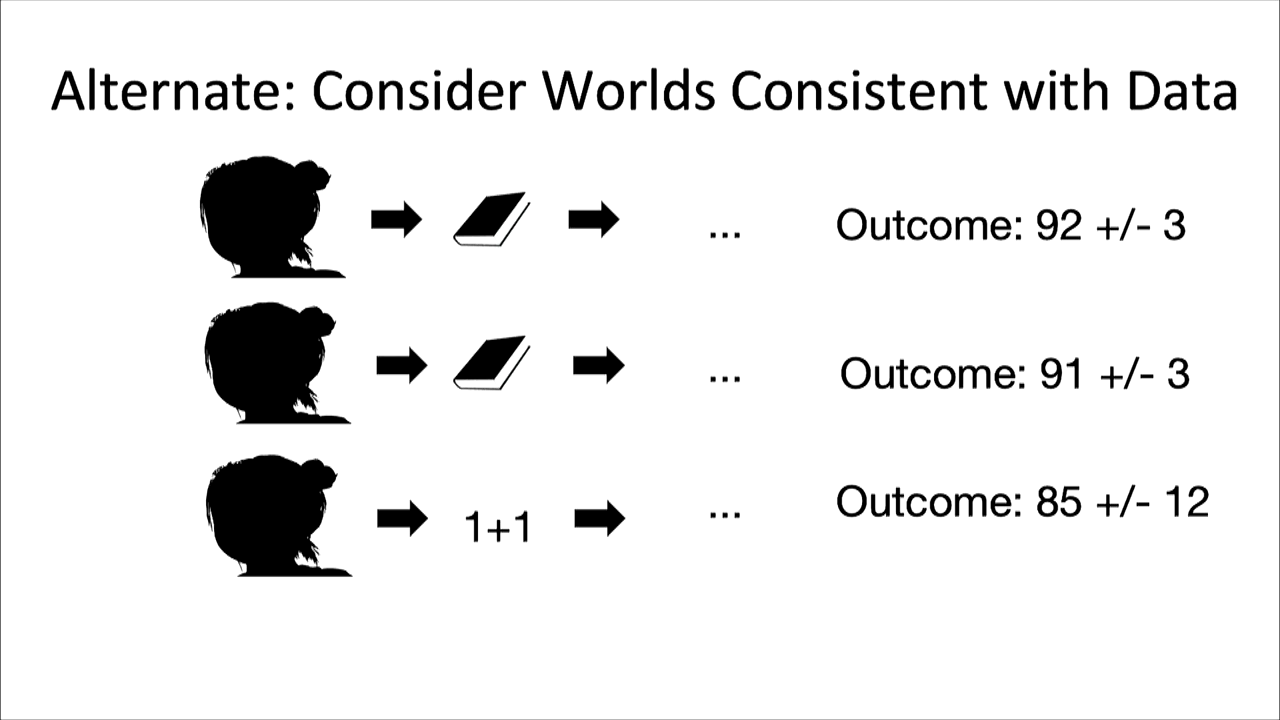 Alternate: Consider Worlds Consistent with Data
... Outcome: 92 +/- 3
... Outcome: 91 +/- 3
1+1 ... Outcome: 85 +/- 12